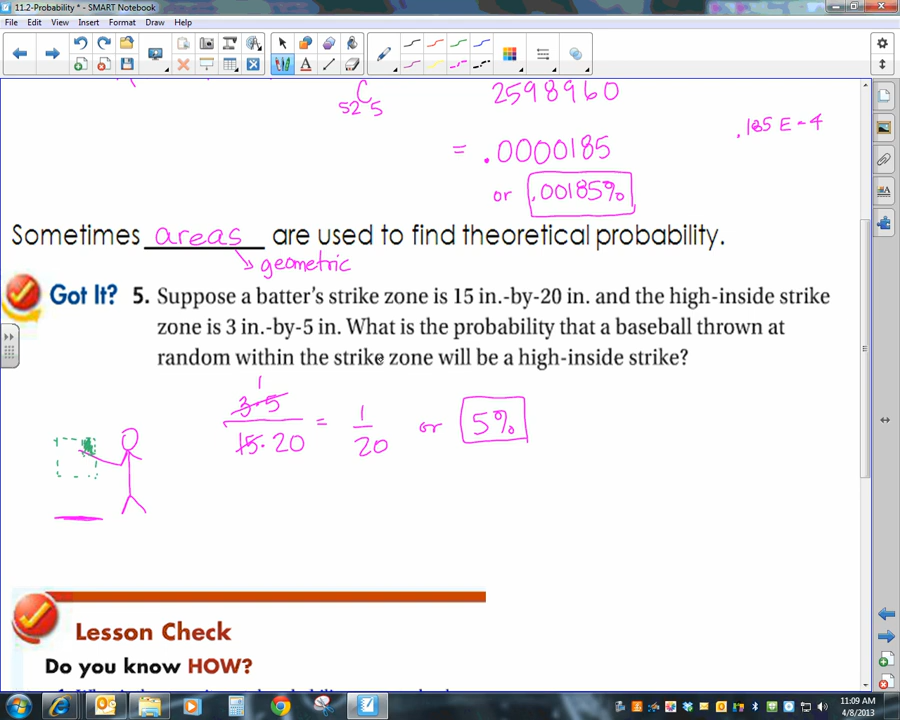 11.2-Probability * - SMART Notebook
File Edit View Insert Format Draw Help
52C5
2598960
= .0000185
.185 E-4
or .00185%
Sometimes areas are used to find theoretical probability.
geometric
Got It? 5. Suppose a batter's strike zone is 15 in.-by-20 in. and the high-inside strike
zone is 3 in.-by-5 in. What is the probability that a baseball thrown at
random within the strike zone will be a high-inside strike?
1
3·5
15·20
= 1
20
or 5%
Lesson Check
Do you know HOW?
11:09 AM
4/8/2013